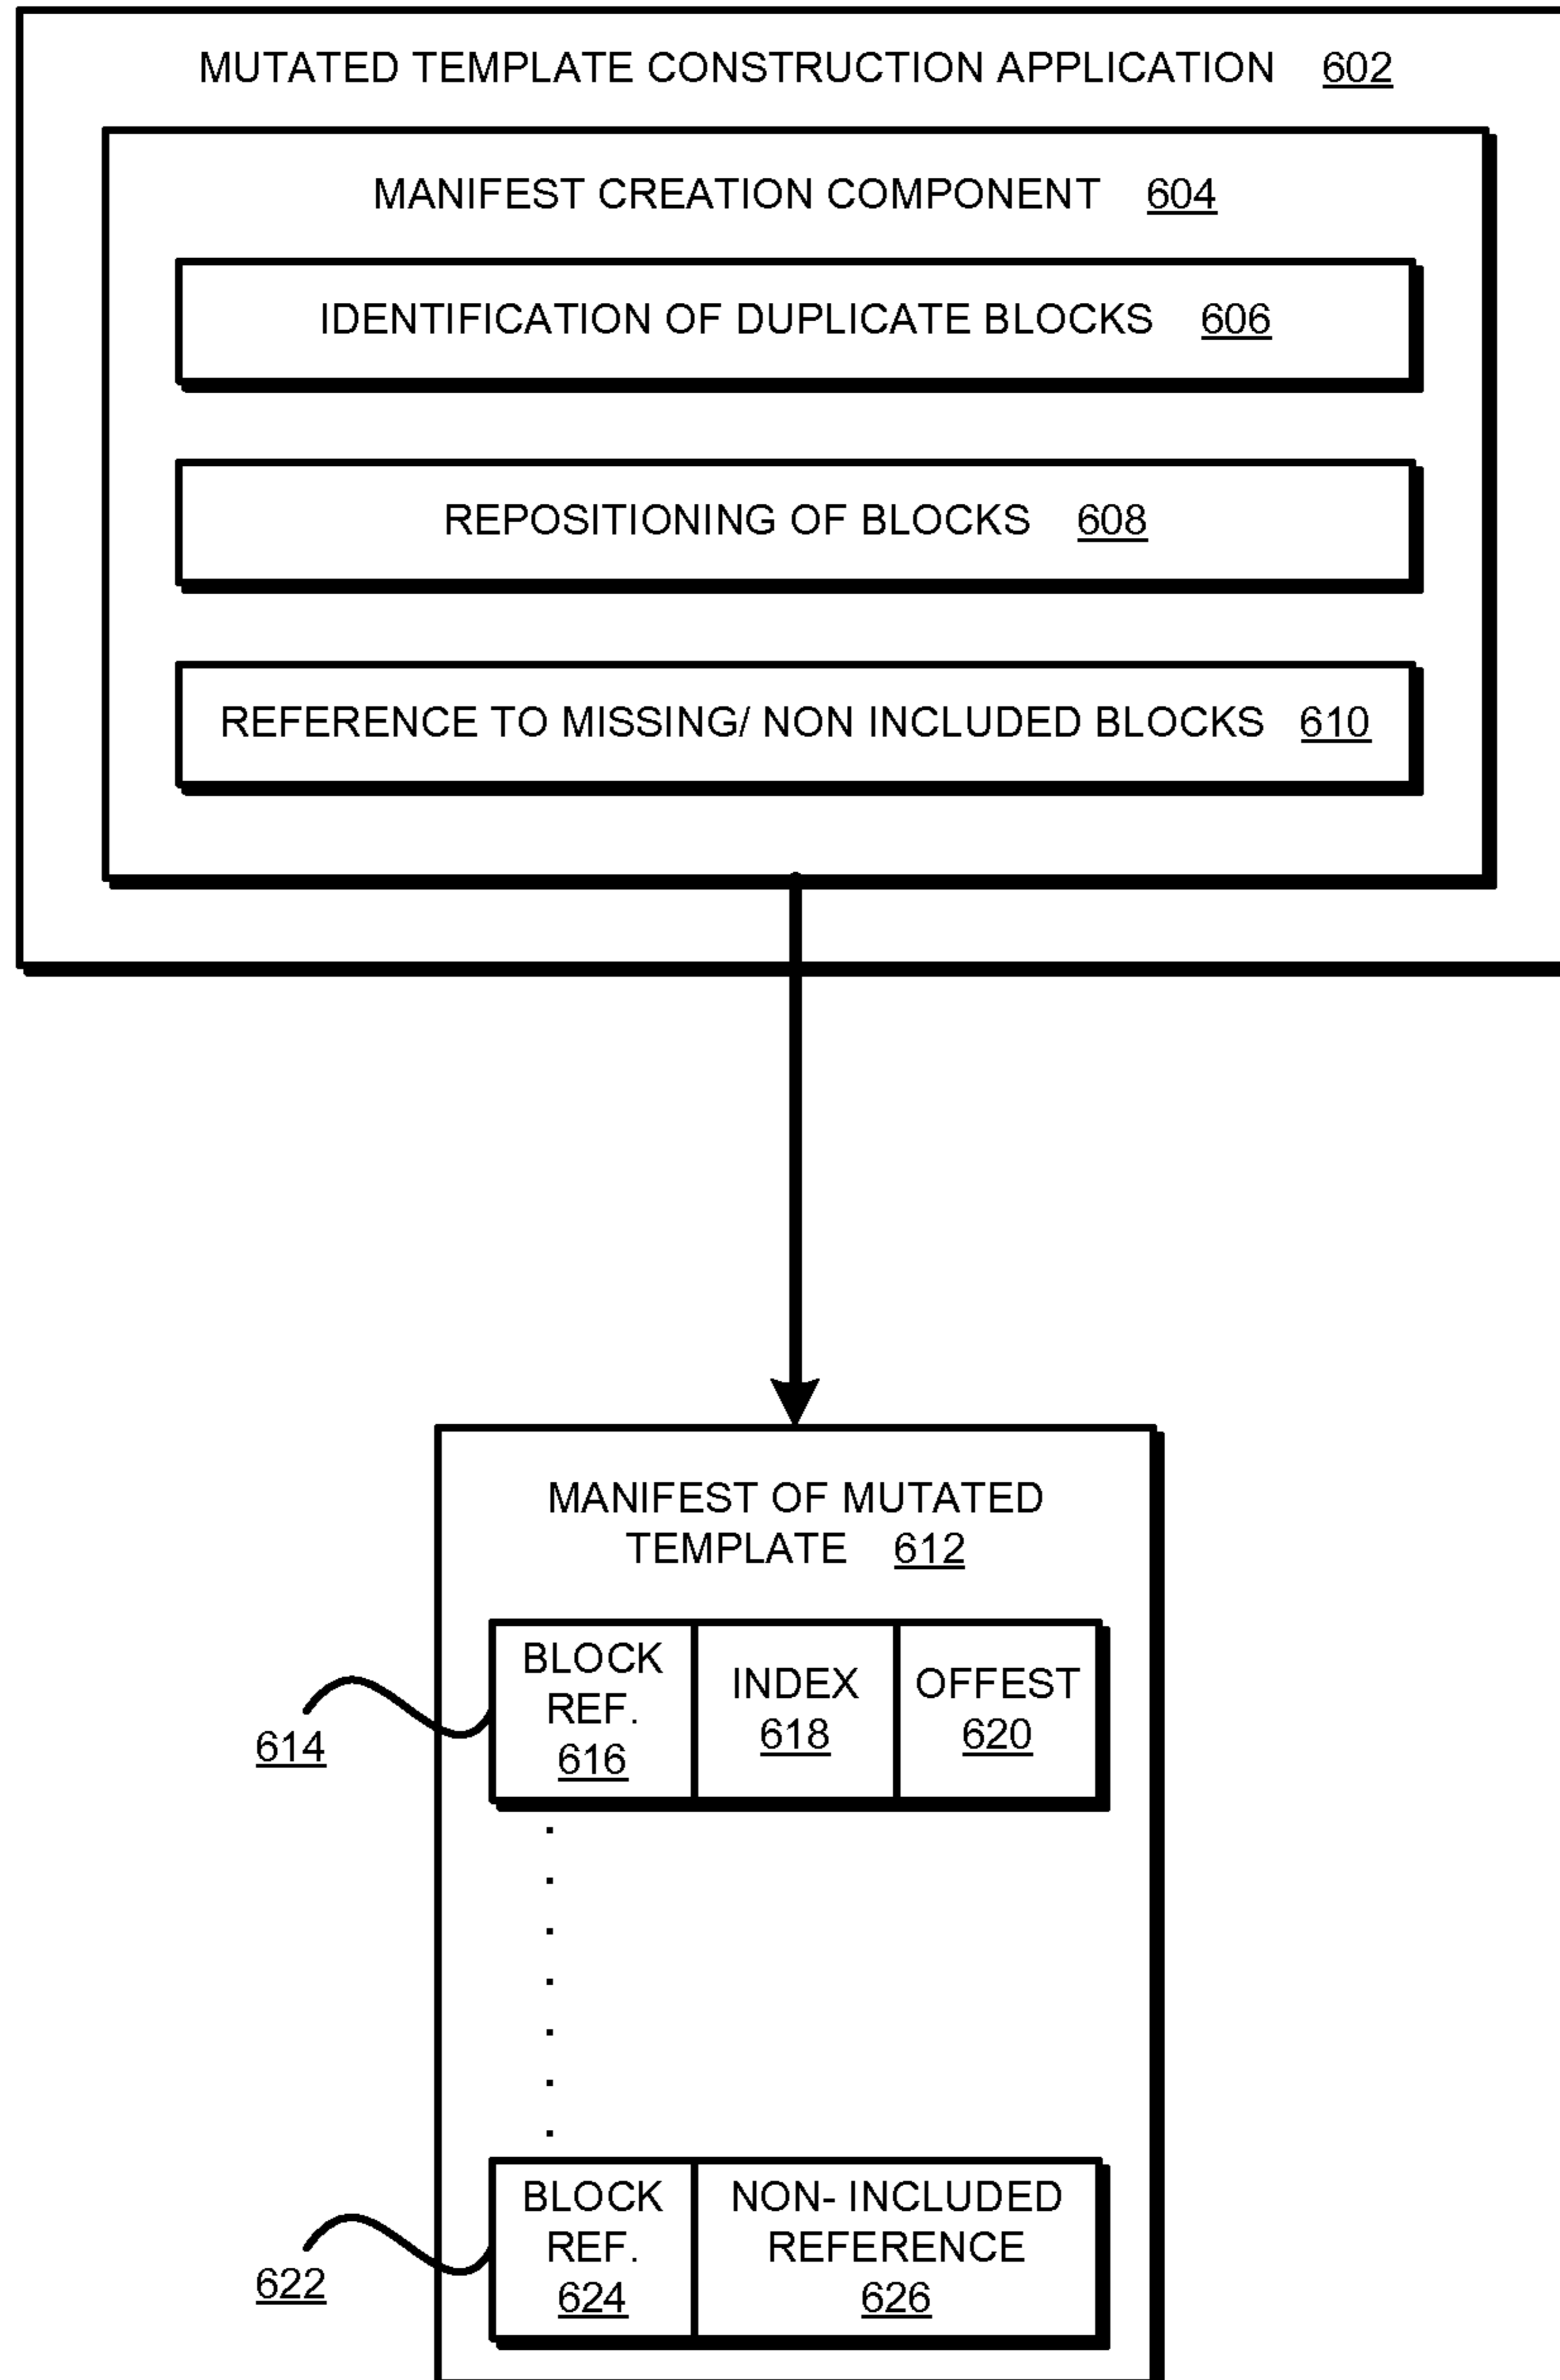 MUTATED TEMPLATE CONSTRUCTION APPLICATION 602
MANIFEST CREATION COMPONENT 604
IDENTIFICATION OF DUPLICATE BLOCKS 606
REPOSITIONING OF BLOCKS 608
REFERENCE TO MISSING/ NON INCLUDED BLOCKS 610
MANIFEST OF MUTATED
TEMPLATE 612
614
BLOCK
REF.
616
INDEX
618
OFFEST
620
622
BLOCK
REF.
624
NON- INCLUDED
REFERENCE
626